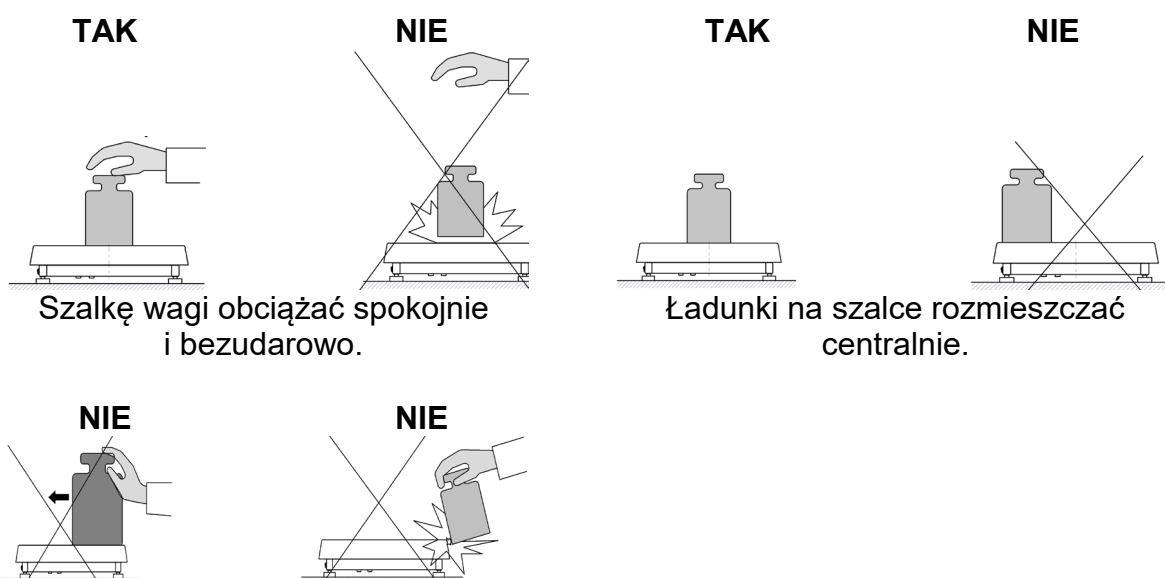 TAK
NIE
TAK
NIE
Szalkę wagi obciążać spokojnie
i bezudarowo.
Ładunki na szalce rozmieszczać
centralnie.
NIE
NIE